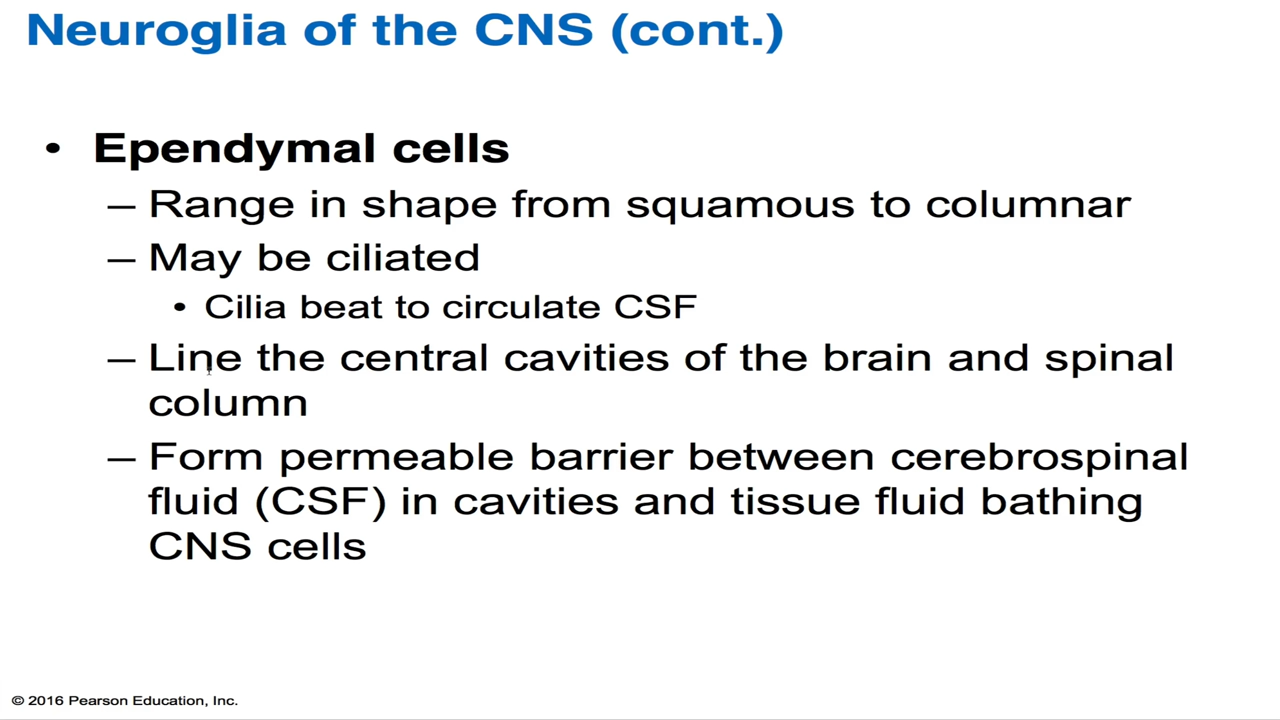 Neuroglia of the CNS (cont.)
• Ependymal cells
– Range in shape from squamous to columnar
– May be ciliated
• Cilia beat to circulate CSF
– Line the central cavities of the brain and spinal
column
– Form permeable barrier between cerebrospinal
fluid (CSF) in cavities and tissue fluid bathing
CNS cells
© 2016 Pearson Education, Inc.